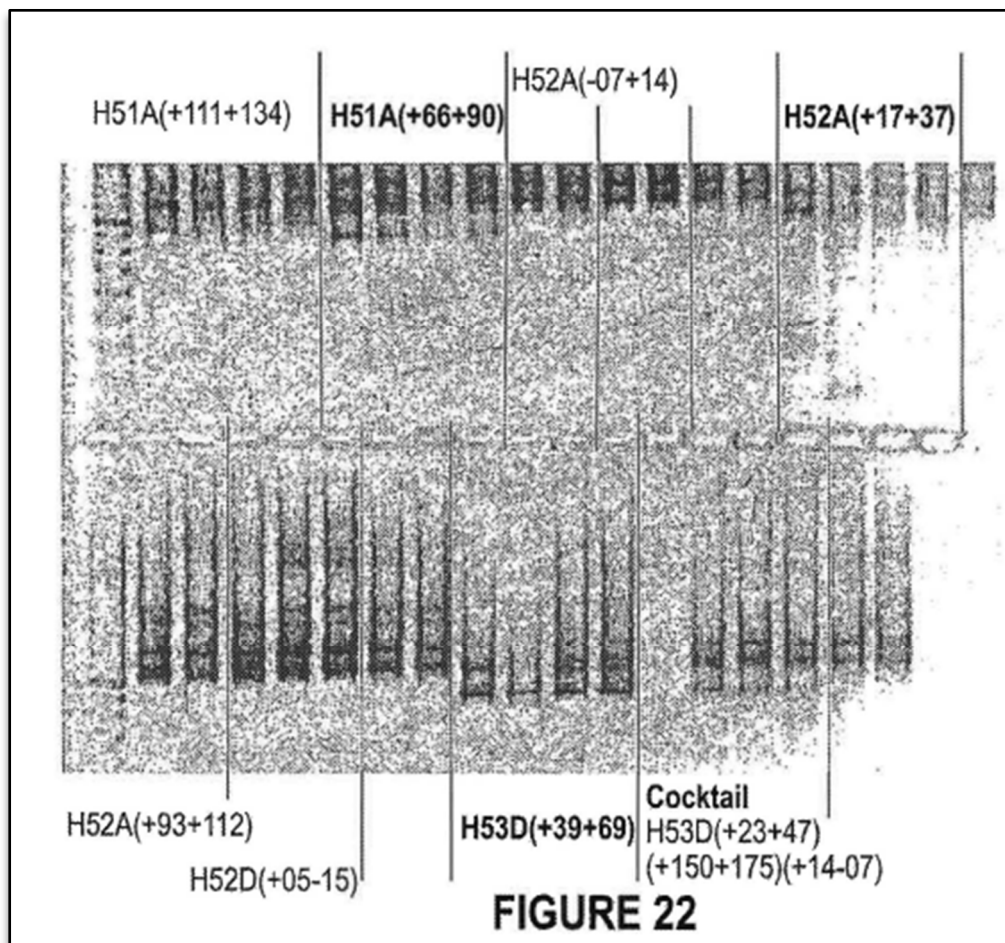 H51A(+111+134)
H51A(+66+90)
H52A(-07+14)
H52A(+17+37)
H52A(+93+112)
H52D(+05-15)
H53D(+39+69)
Cocktail
H53D(+23+47)
(+150+175)(+14-07)
FIGURE 22